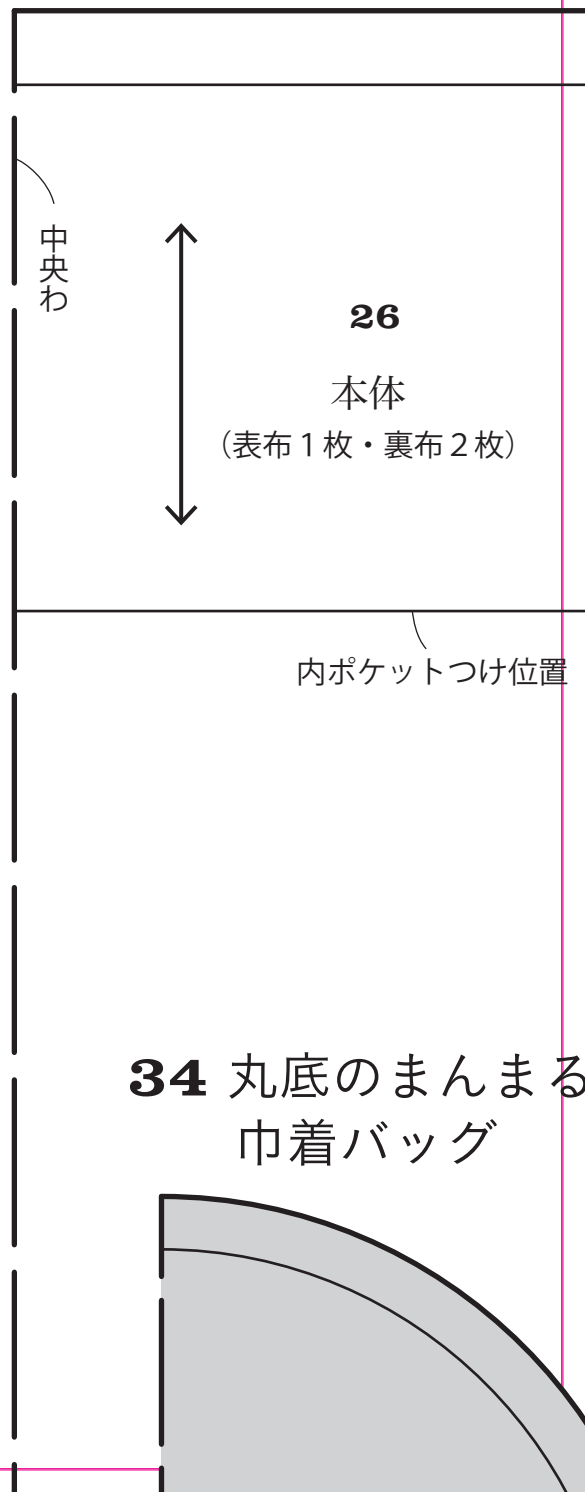 中央わ
26
本体
（表布1枚・裏布2枚）
内ポケットつけ位置
34 丸底のまんまる
巾着バッグ